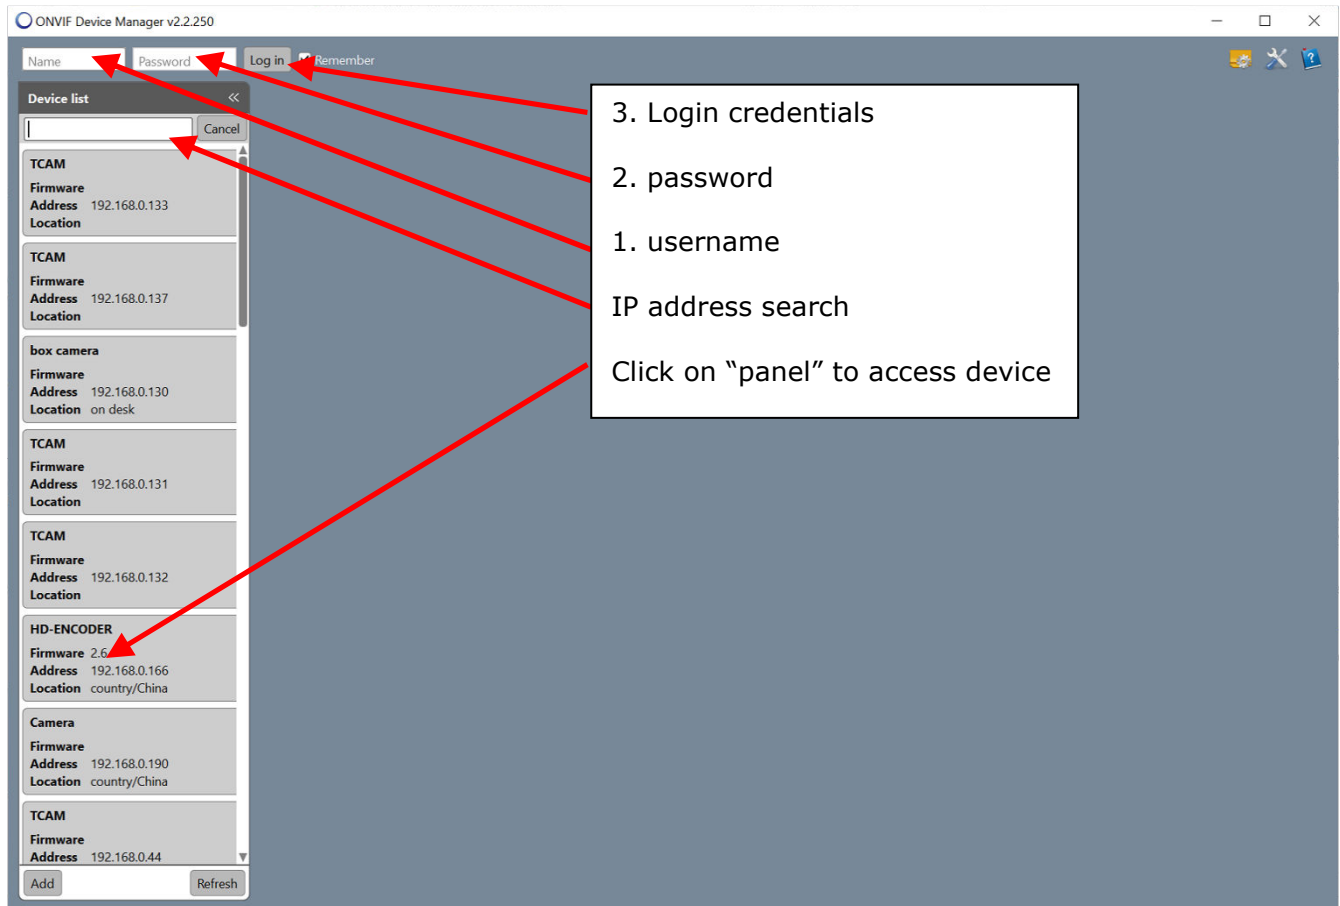 ONVIF Device Manager v2.2.250
Name Password Log in Remember
Device list
Cancel
TCAM
Firmware
Address 192.168.0.133
Location
TCAM
Firmware
Address 192.168.0.137
Location
box camera
Firmware
Address 192.168.0.130
Location on desk
TCAM
Firmware
Address 192.168.0.131
Location
TCAM
Firmware
Address 192.168.0.132
Location
HD-ENCODER
Firmware 2.6
Address 192.168.0.166
Location country/China
Camera
Firmware
Address 192.168.0.190
Location country/China
TCAM
Firmware
Address 192.168.0.44
Add Refresh
3. Login credentials
2. password
1. username
IP address search
Click on “panel” to access device